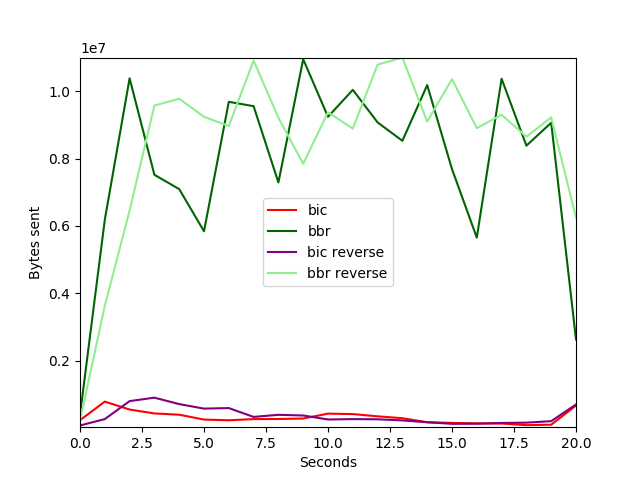 1e7
1.0
0.8
0.6
0.4
0.2
Bytes sent
bic
bbr
bic reverse
bbr reverse
0.0 2.5 5.0 7.5 10.0 12.5 15.0 17.5 20.0
Seconds